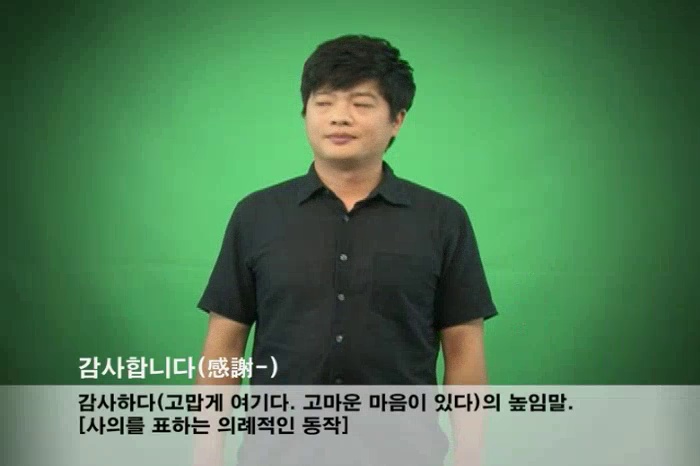 감사합니다(感謝-)
감사하다(고맙게 여기다. 고마운 마음이 있다)의 높임말.
[사의를 표하는 의례적인 동작]